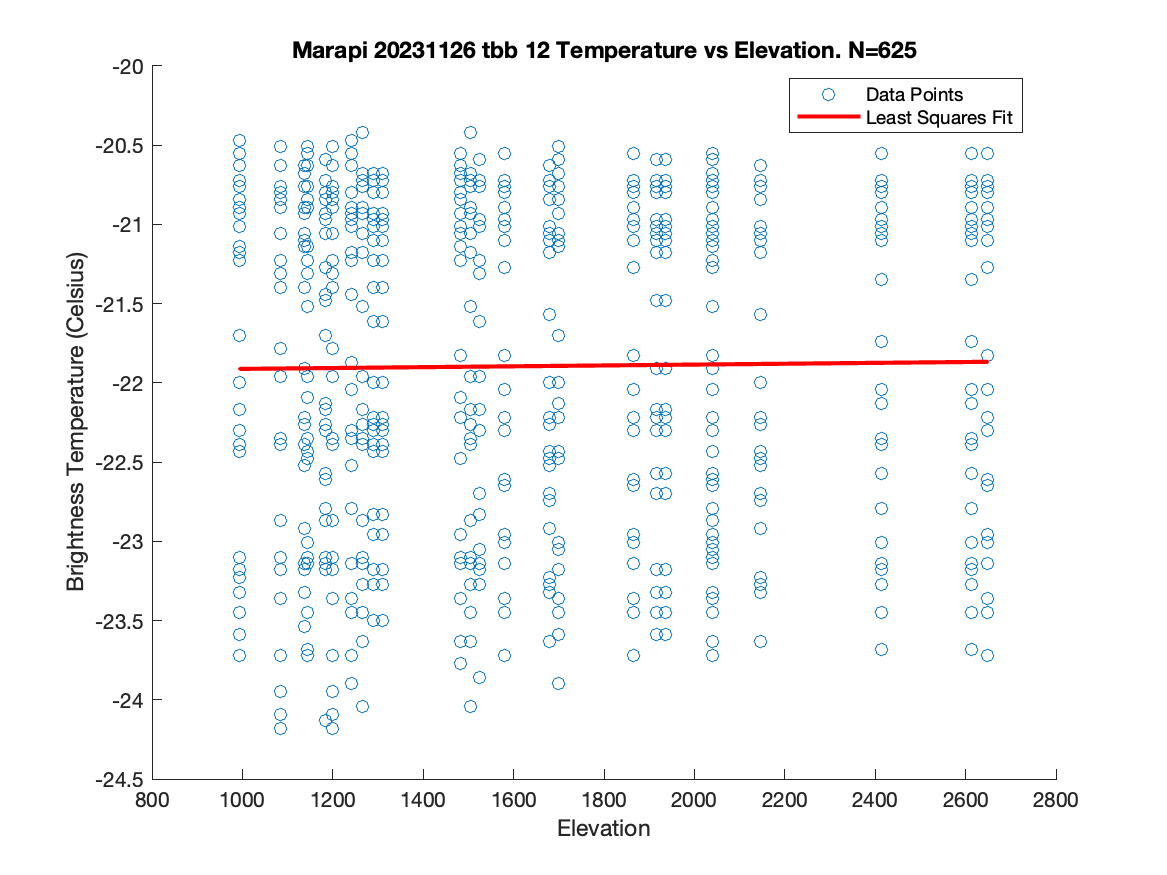 Marapi 20231126 tbb 12 Temperature vs Elevation. N=625
Data Points
Least Squares Fit
-20
-20.5
-21
-21.5
-22
-22.5
-23
-23.5
-24
-24.5
Brightness Temperature (Celsius)
800 1000 1200 1400 1600 1800 2000 2200 2400 2600 2800
Elevation